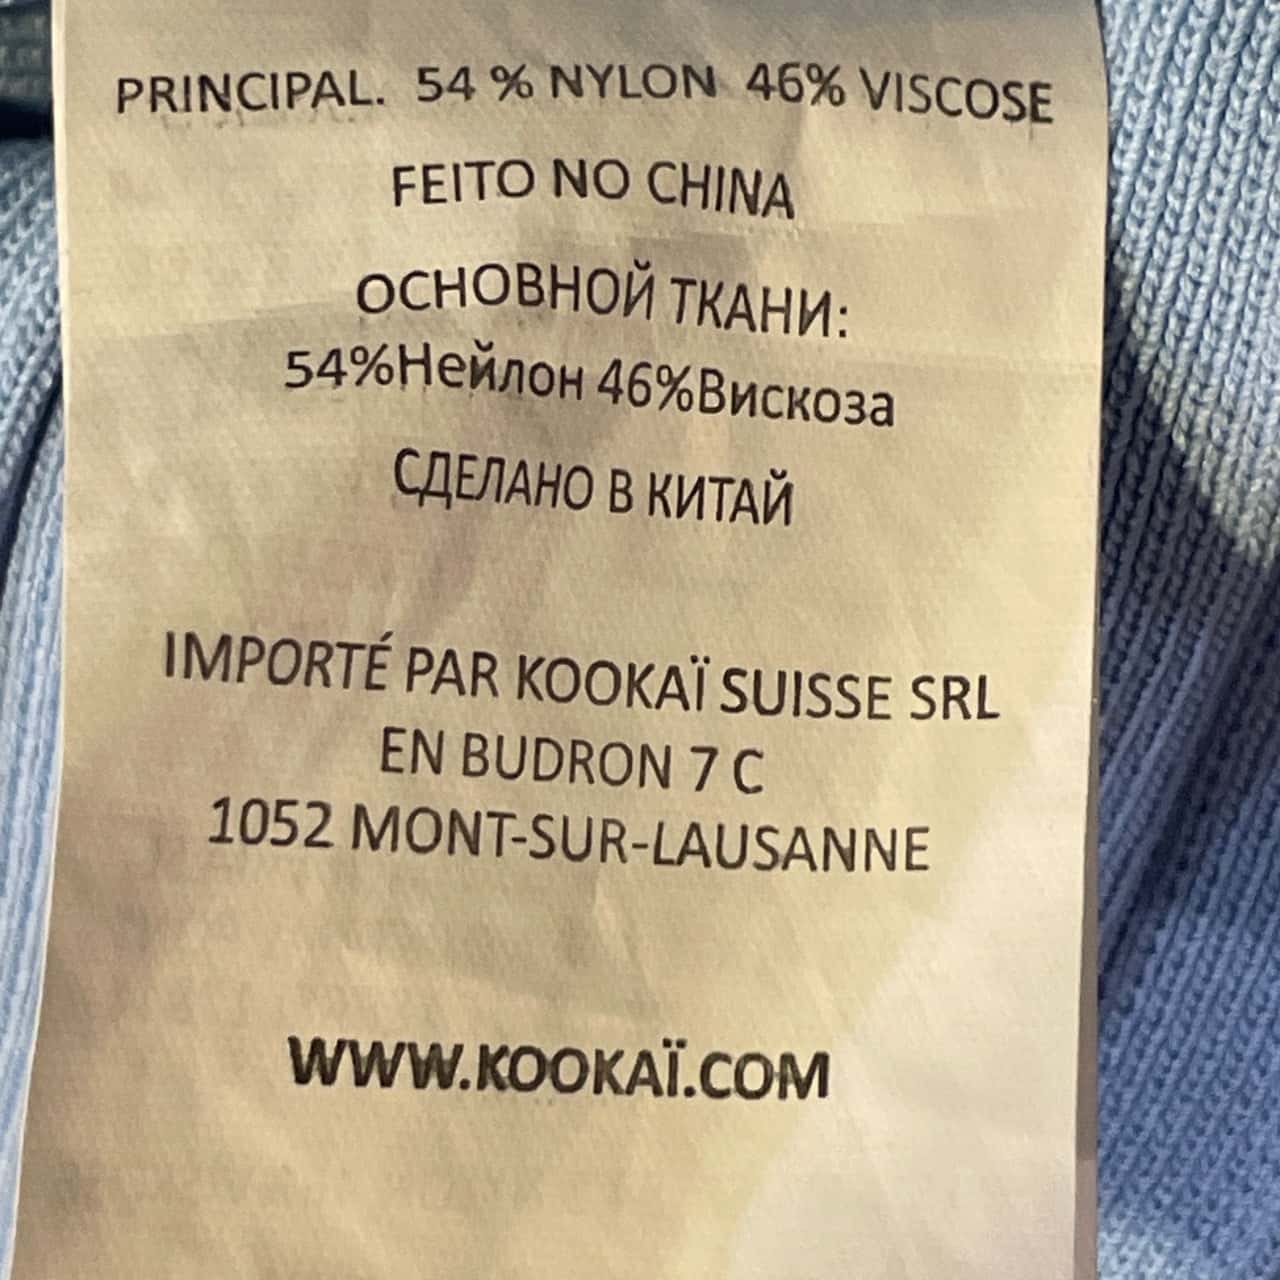 PRINCIPAL. 54 % NYLON 46% VISCOSE
FEITO NO CHINA
ОСНОВНОЙ ТКАНИ:
54%Нейлон 46%Вискоза
СДЕЛАНО В КИТАЙ
IMPORTÉ PAR KOOKAÏ SUISSE SRL
EN BUDRON 7 C
1052 MONT-SUR-LAUSANNE
WWW.KOOKAÏ.COM